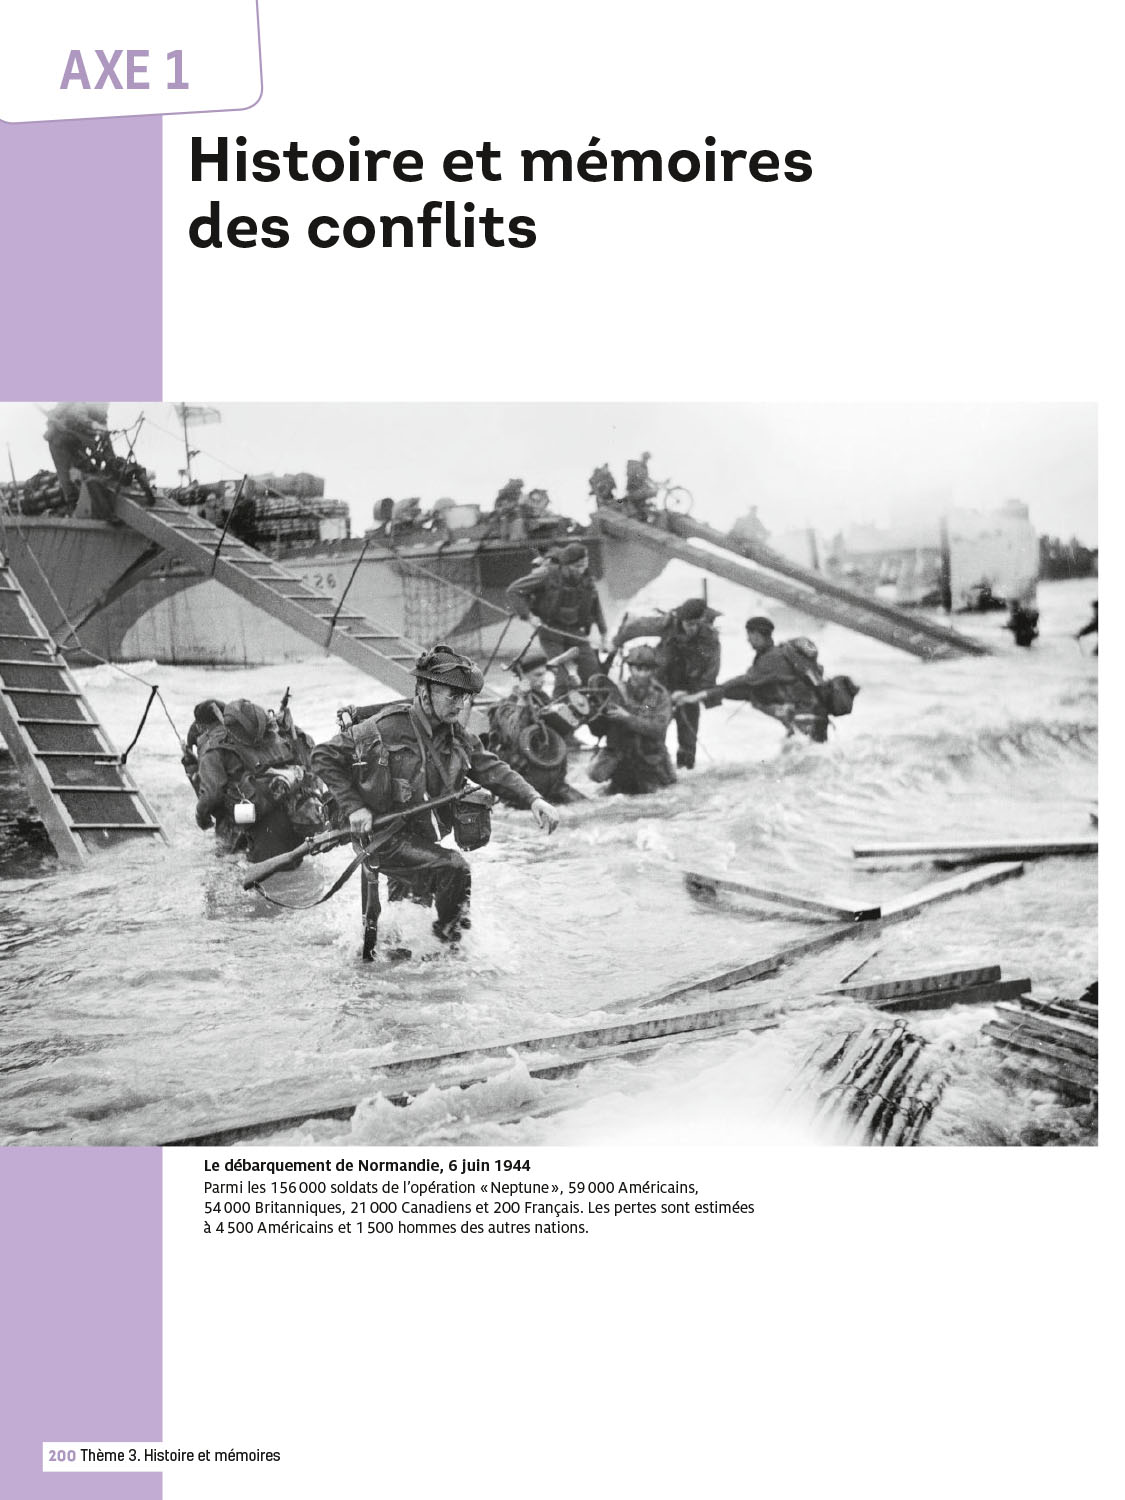 AXE 1
Histoire et mémoires
des conflits
26
Le débarquement de Normandie, 6 juin 1944
Parmi les 156 000 soldats de l’opération « Neptune », 59 000 Américains,
54 000 Britanniques, 21 000 Canadiens et 200 Français. Les pertes sont estimées
à 4 500 Américains et 1 500 hommes des autres nations.
200 Thème 3. Histoire et mémoires